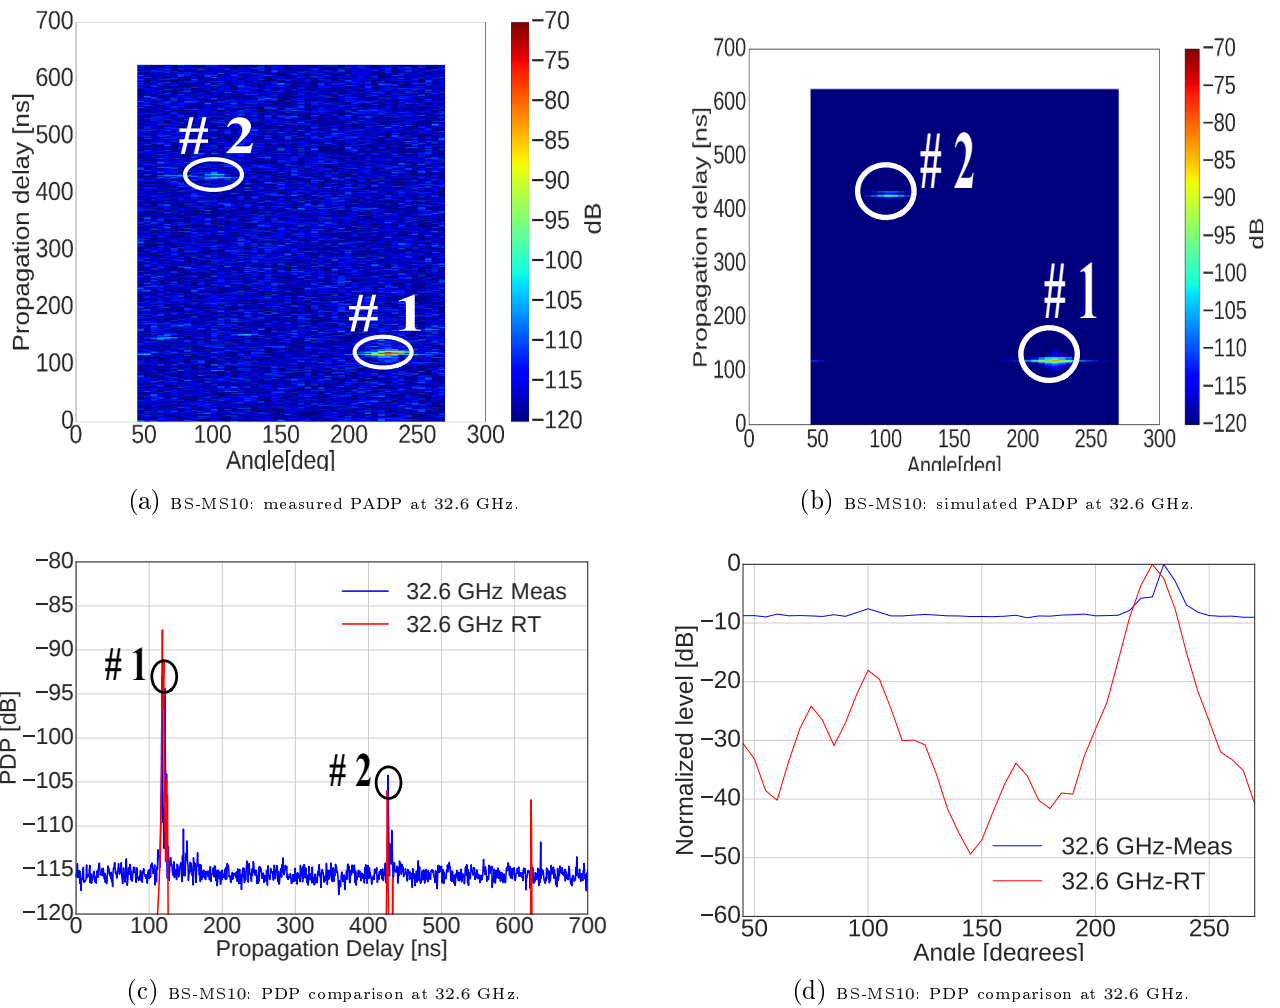 700
600
500
400
300
200
100
0
Propagation delay [ns]
0 50 100 150 200 250 300
Angle[deg]
# 2
# 1
−70
−75
−80
−85
−90
−95
−100
−105
−110
−115
−120
dB
(a) BS-MS10: measured PADP at 32.6 GHz.
700
600
500
400
300
200
100
0
Propagation delay [ns]
0 50 100 150 200 250 300
Angle[deg]
# 2
# 1
−70
−75
−80
−85
−90
−95
−100
−105
−110
−115
−120
dB
(b) BS-MS10: simulated PADP at 32.6 GHz.
−80
−85
−90
−95
−100
−105
−110
−115
−120
PDP [dB]
32.6 GHz Meas
32.6 GHz RT
# 1
# 2
0 100 200 300 400 500 600 700
Propagation Delay [ns]
(c) BS-MS10: PDP comparison at 32.6 GHz.
0
−10
−20
−30
−40
−50
−60
Normalized level [dB]
32.6 GHz-Meas
32.6 GHz-RT
50 100 150 200 250
Angle [degrees]
(d) BS-MS10: PDP comparison at 32.6 GHz.